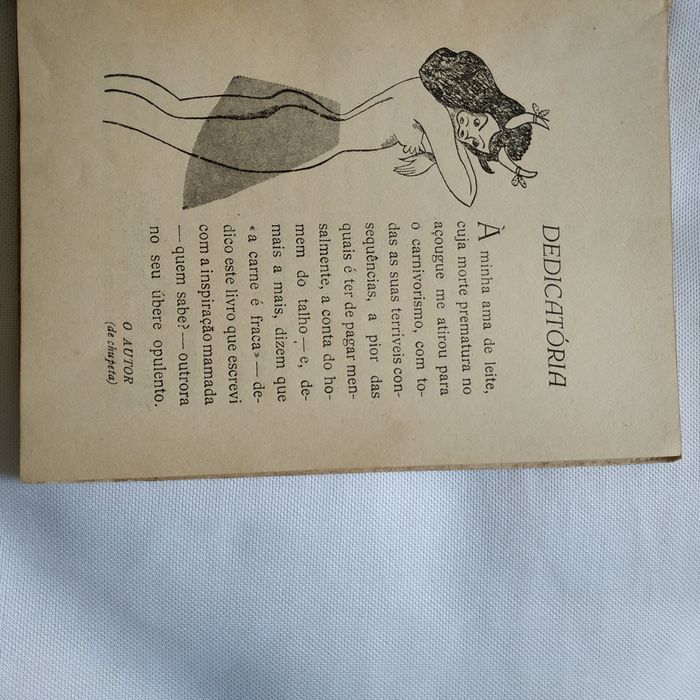 DEDICATÓRIA
À minha ama de leite,
cuja morte prematura no
açougue me atirou para
o carnivorismo, com to-
das as suas terríveis con-
sequências, a pior das
quais é ter de pagar men-
salmente, a conta do ho-
mem do talho — e, de-
mais a mais, dizem que
«a carne é fraca» — de-
dico este livro que escrevi
com a inspiração mamada
— quem sabe? — outrora
no seu úbere opulento.
O AUTOR
(de chupeta)